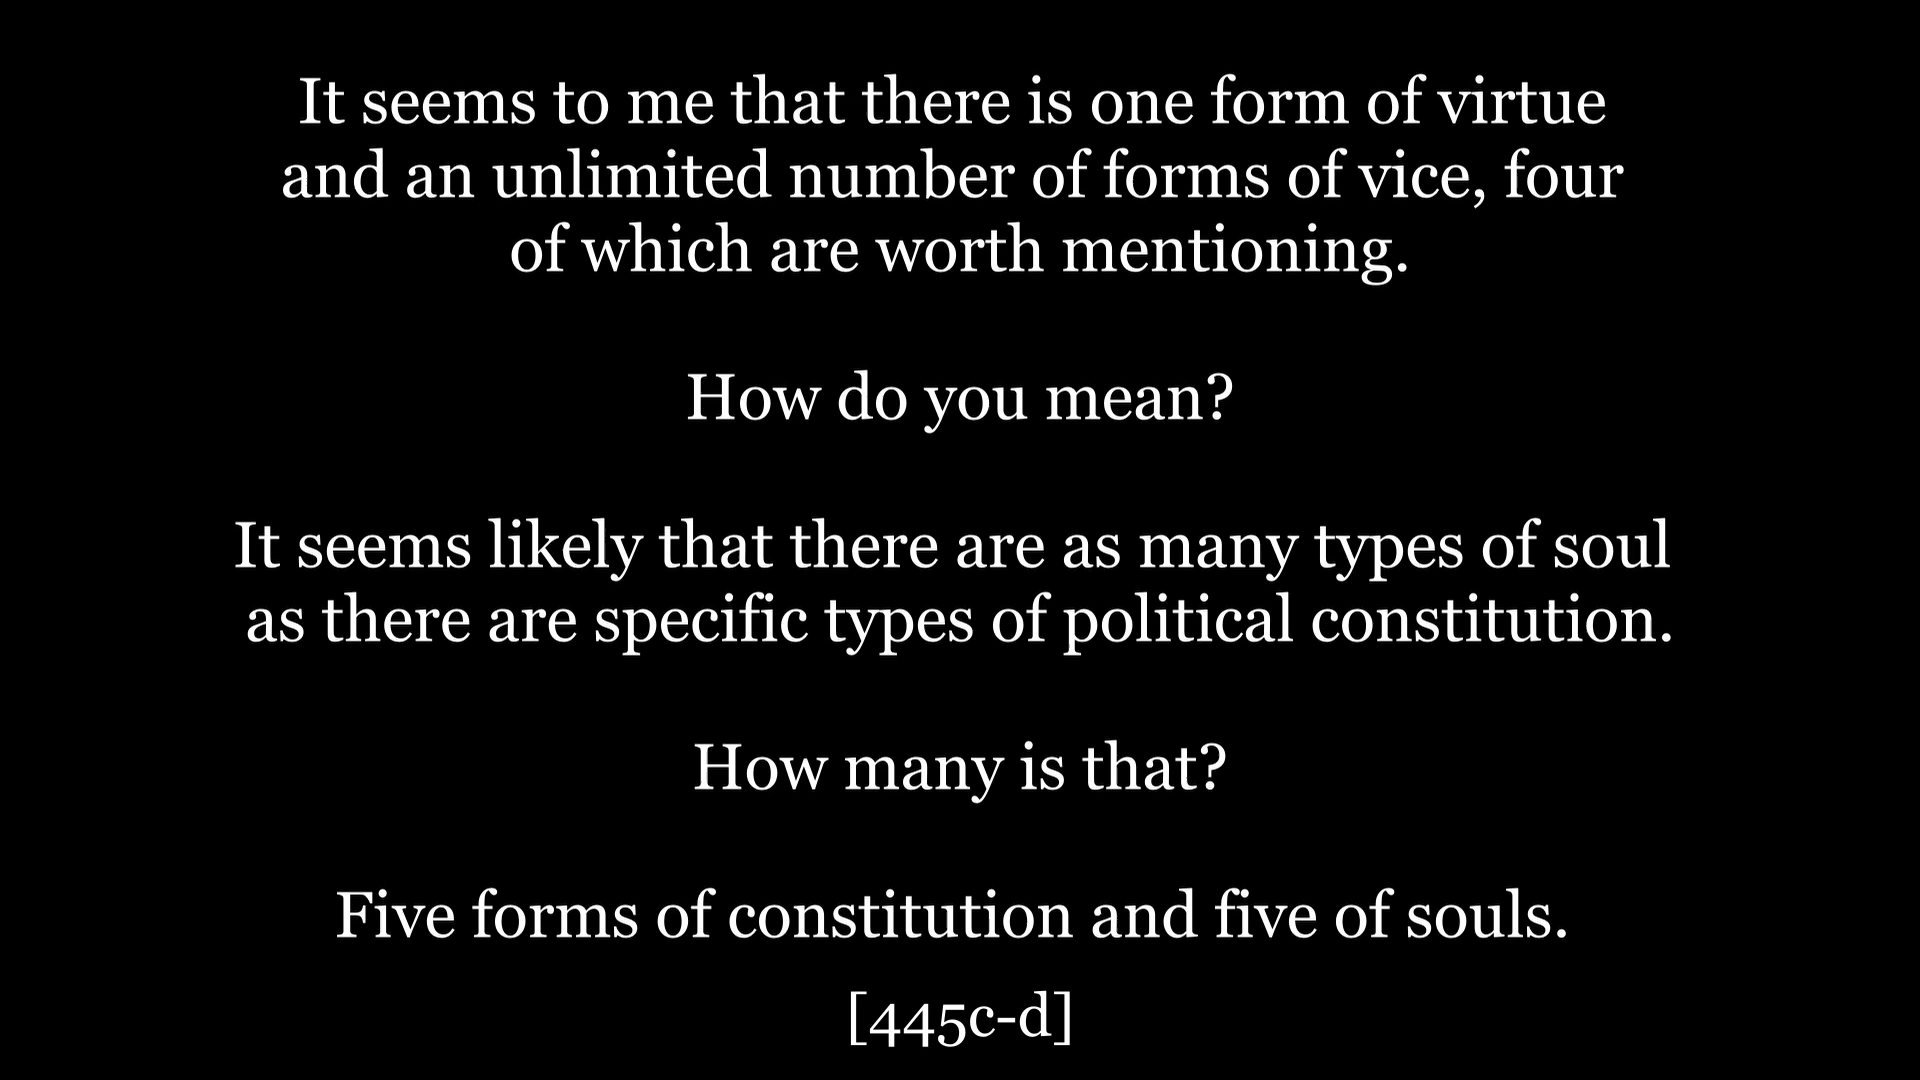 It seems to me that there is one form of virtue
and an unlimited number of forms of vice, four
of which are worth mentioning.
How do you mean?
It seems likely that there are as many types of soul
as there are specific types of political constitution.
How many is that?
Five forms of constitution and five of souls.
[445c-d]